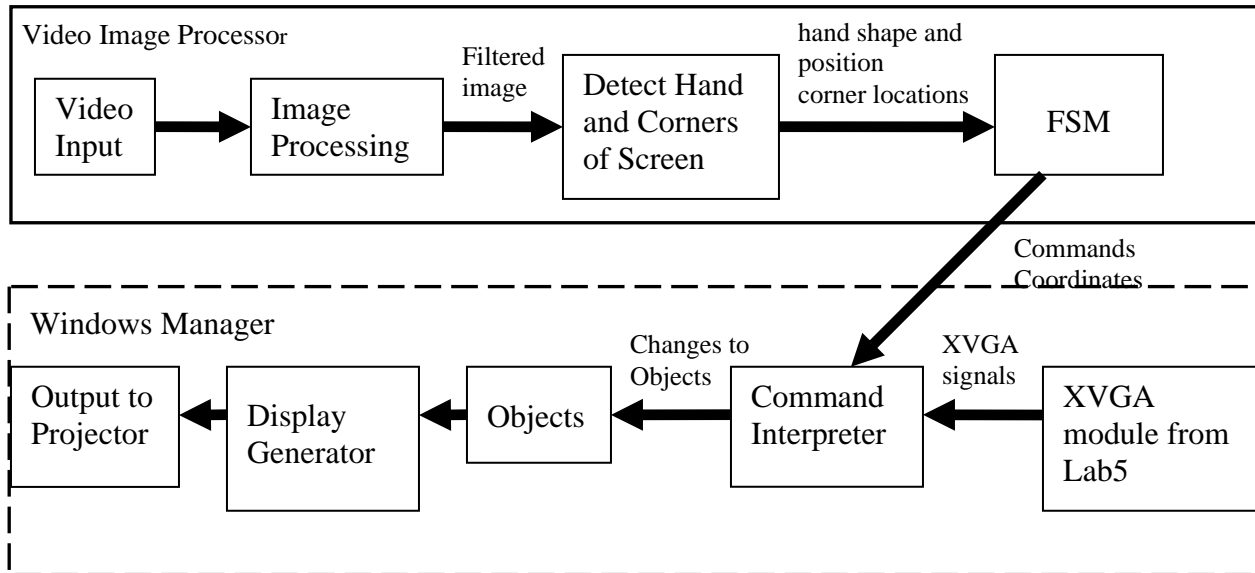 Video Image Processor
Video
Input
Image
Processing
Filtered
image
Detect Hand
and Corners
of Screen
hand shape and
position
corner locations
FSM
Commands
Coordinates
Windows Manager
Output to
Projector
Display
Generator
Objects
Changes to
Objects
Command
Interpreter
XVGA
signals
XVGA
module from
Lab5